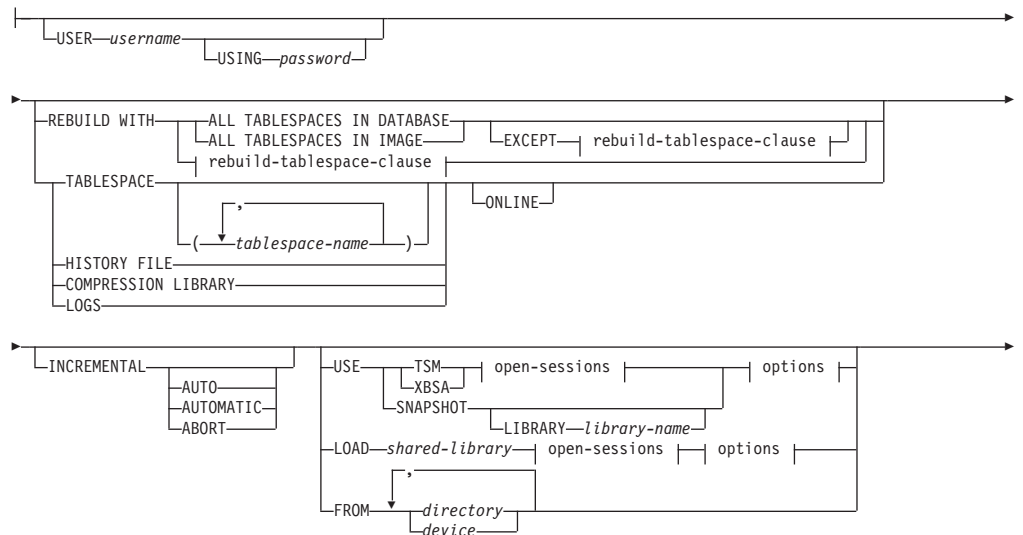 USER username
USING password
REBUILD WITH ALL TABLESPACES IN DATABASE
ALL TABLESPACES IN IMAGE EXCEPT rebuild-tablespace-clause
rebuild-tablespace-clause
TABLESPACE
ONLINE
,
( tablespace-name )
HISTORY FILE
COMPRESSION LIBRARY
LOGS
INCREMENTAL
AUTO
AUTOMATIC
ABORT
USE TSM open-sessions options
XBSA
SNAPSHOT
LIBRARY library-name
LOAD shared-library open-sessions options
,
FROM directory
device